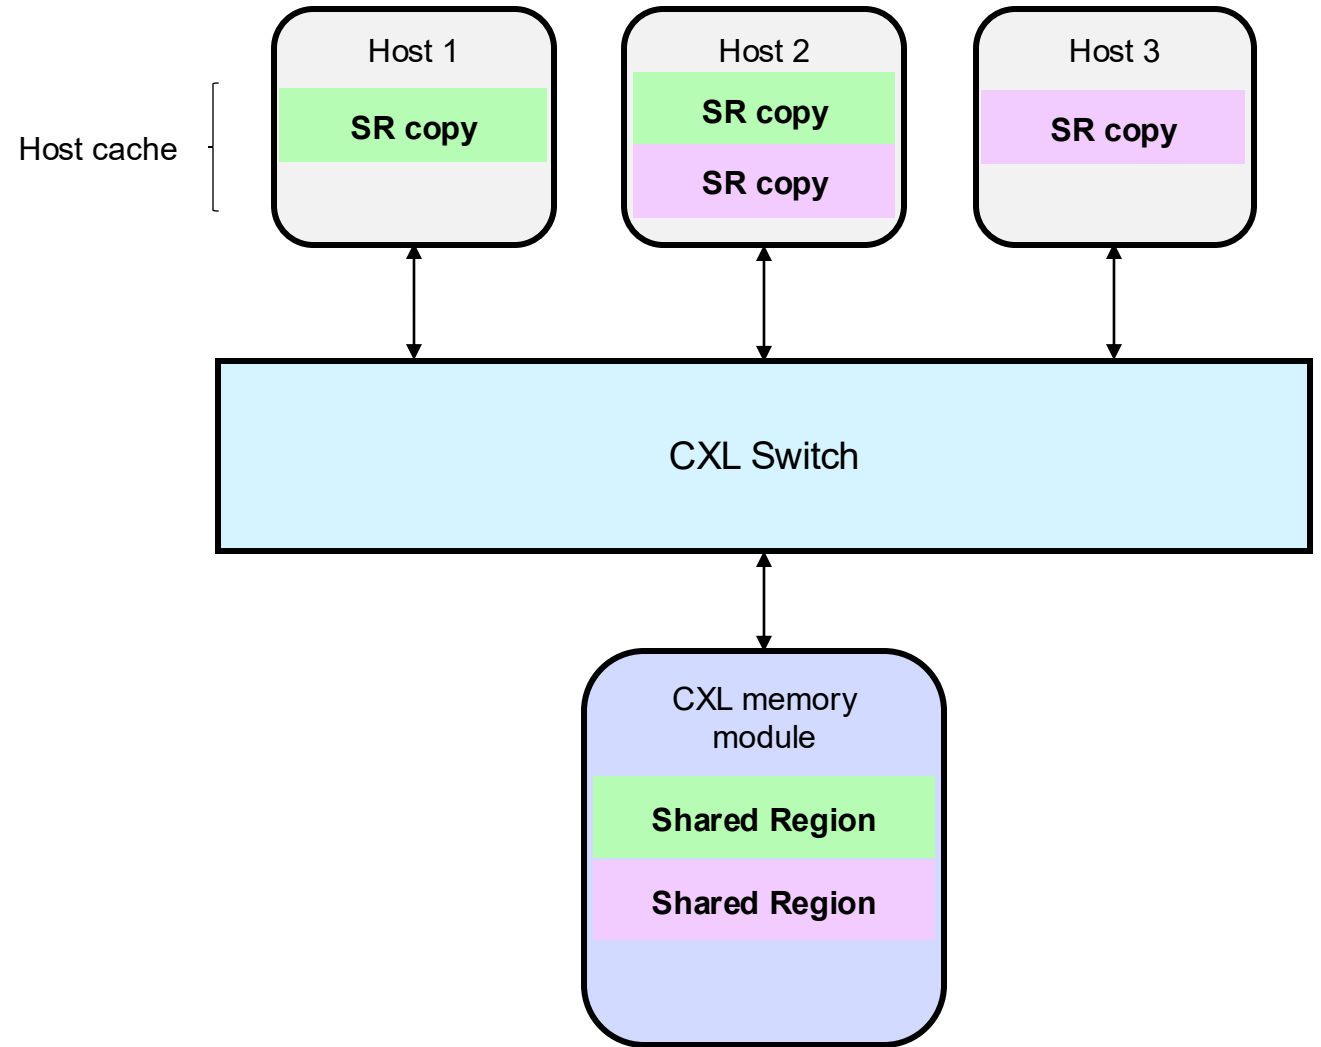 Host 1
Host 2
Host 3
Host cache
SR copy
SR copy
SR copy
SR copy
CXL Switch
CXL memory
module
Shared Region
Shared Region